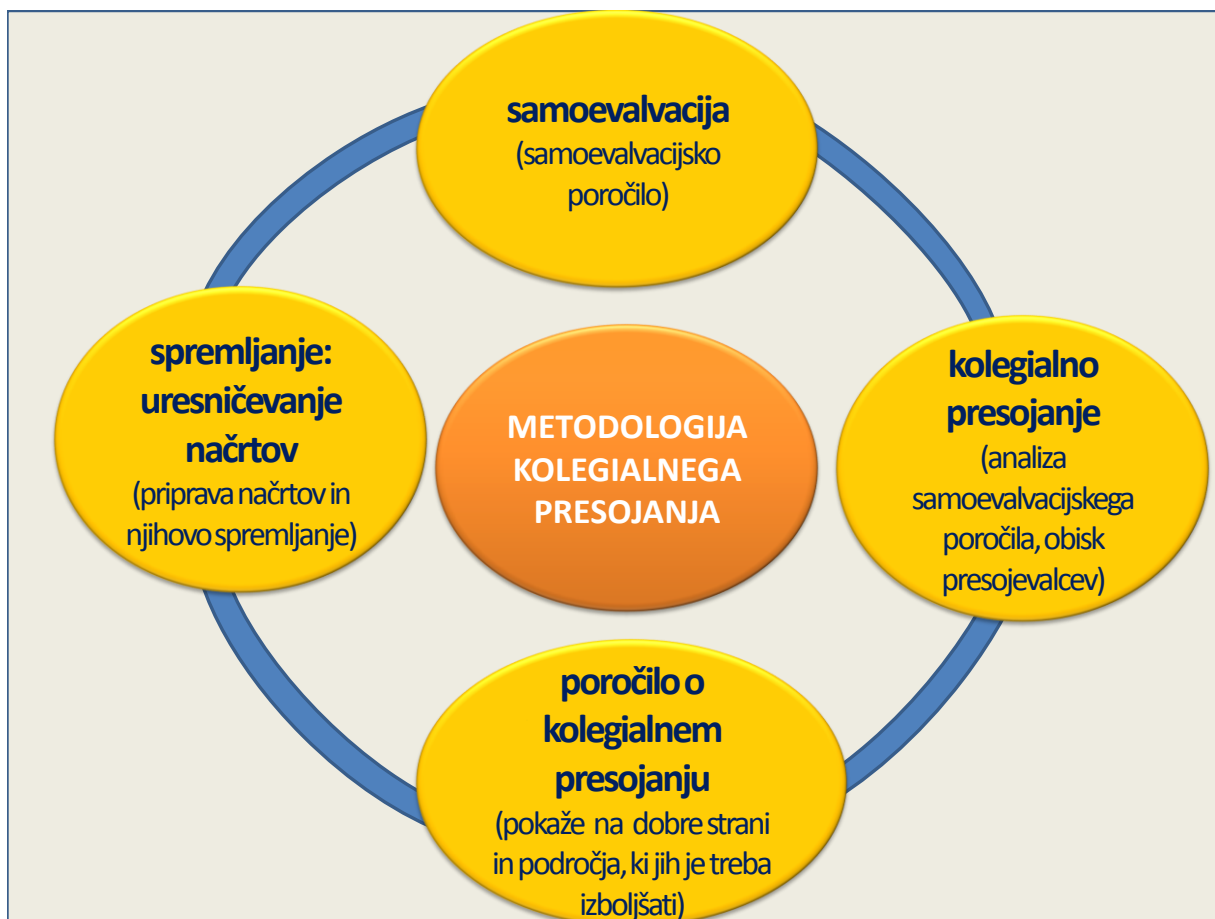 samoevalvacija
(samoevalvacijsko
poročilo)
spremljanje:
uresničevanje
načrtov
(priprava načrtov in
njihovo spremljanje)
METODOLOGIJA
KOLEGIALNEGA
PRESOJANJA
kolegialno
presojanje
(analiza
samoevalvacijskega
poročila, obisk
presojevalcev)
poročilo o
kolegialnem
presojanju
(pokaže na dobre strani
in področja, ki jih je treba
izboljšati)